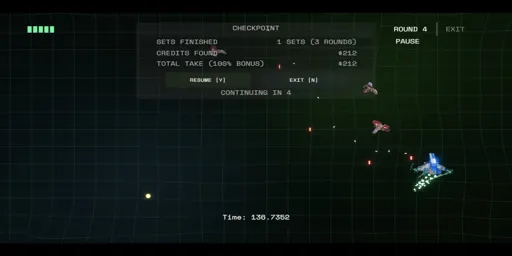 CHECKPOINT
SETS FINISHED 1 SETS (3 ROUNDS)
CREDITS FOUND ¤212
TOTAL TAKE (100% BONUS) ¤212
RESUME [Y] EXIT [N]
CONTINUING IN 4
ROUND 4 EXIT
PAUSE
Time: 136.7352